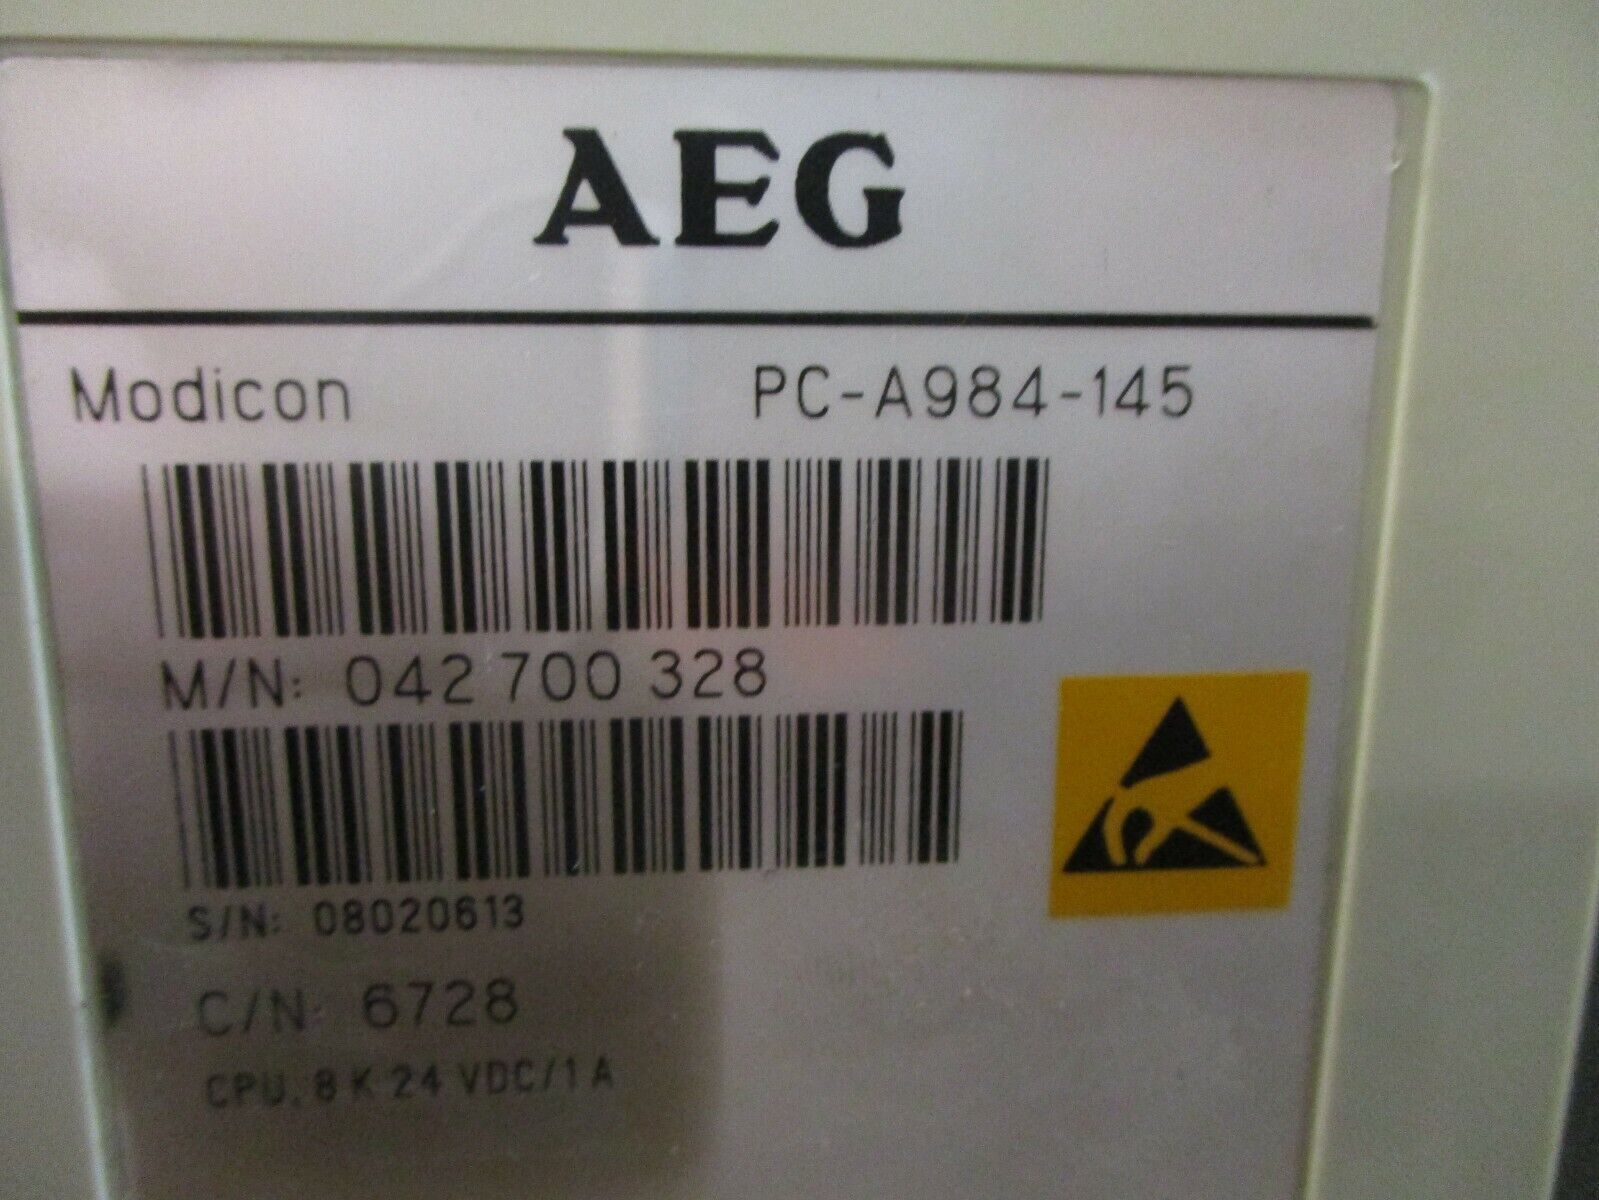 AEG
Modicon PC-A984-145
M/N: 042 700 328
S/N: 08020613
C/N: 6728
CPU, 8 K 24 VDC/1 A